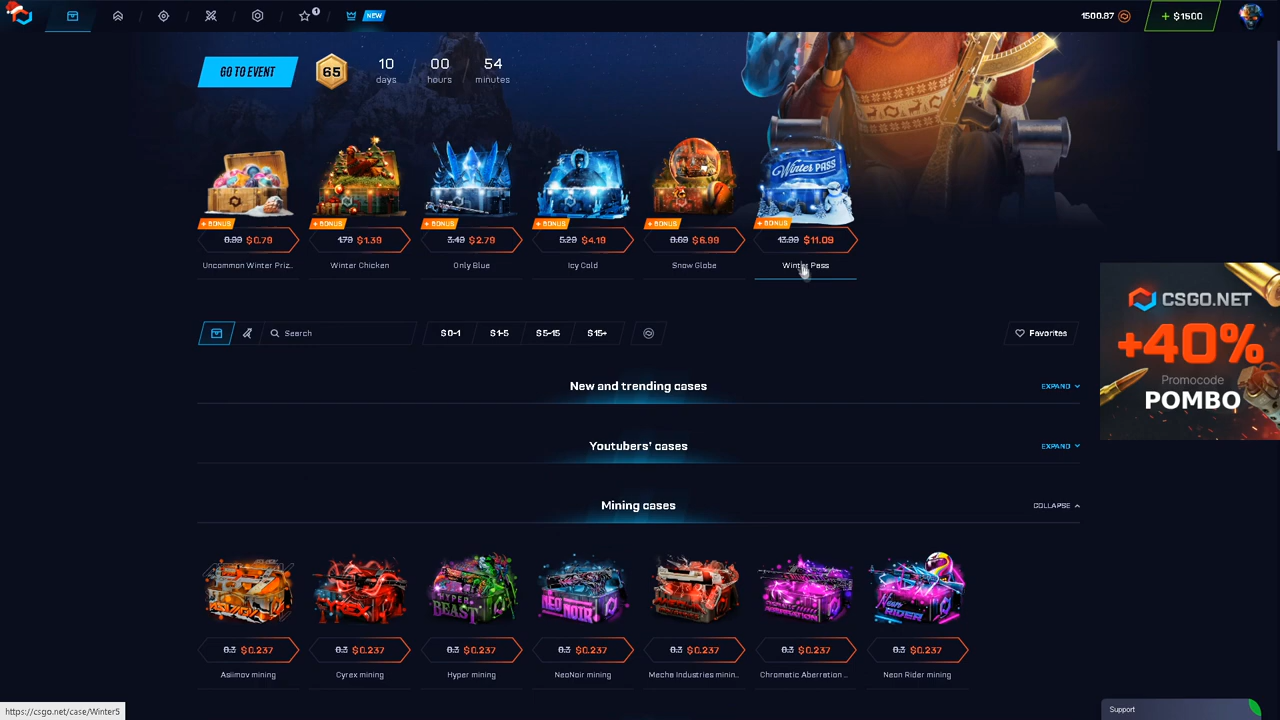 1
NEW
1500.87
+ $1500
GO TO EVENT
65
10
00
54
days
hours
minutes
Winter PASS
+ BONUS
+ BONUS
+ BONUS
+ BONUS
+ BONUS
+ BONUS
0.99 $0.79
1.79 $1.39
3.49 $2.79
5.29 $4.19
$6.99
13.99 $11.09
Uncommon Winter Priz..
Winter Chicken
Only Blue
Icy Cold
Snow Globe
Winter Pass
CSGO.NET
+40%
Promocode
POMBO
Search
$0-1
$1-5
$5-15
$15+
Favorites
New and trending cases
EXPAND
Youtubers' cases
EXPAND
Mining cases
COLLAPSE
HYPER
BEAST
NEO NOIR
Neon
RIDER
0.3 $0.237
0.3 $0.237
0.3 $0.237
0.3 $0.237
0.3 $0.237
0.3 $0.237
0.3 $0.237
Asiimov mining
Cyrex mining
Hyper mining
NeoNoir mining
Mecha Industries minin..
Chromatic Aberration ...
Neon Rider mining
https://csgo.net/case/Winter5
Support